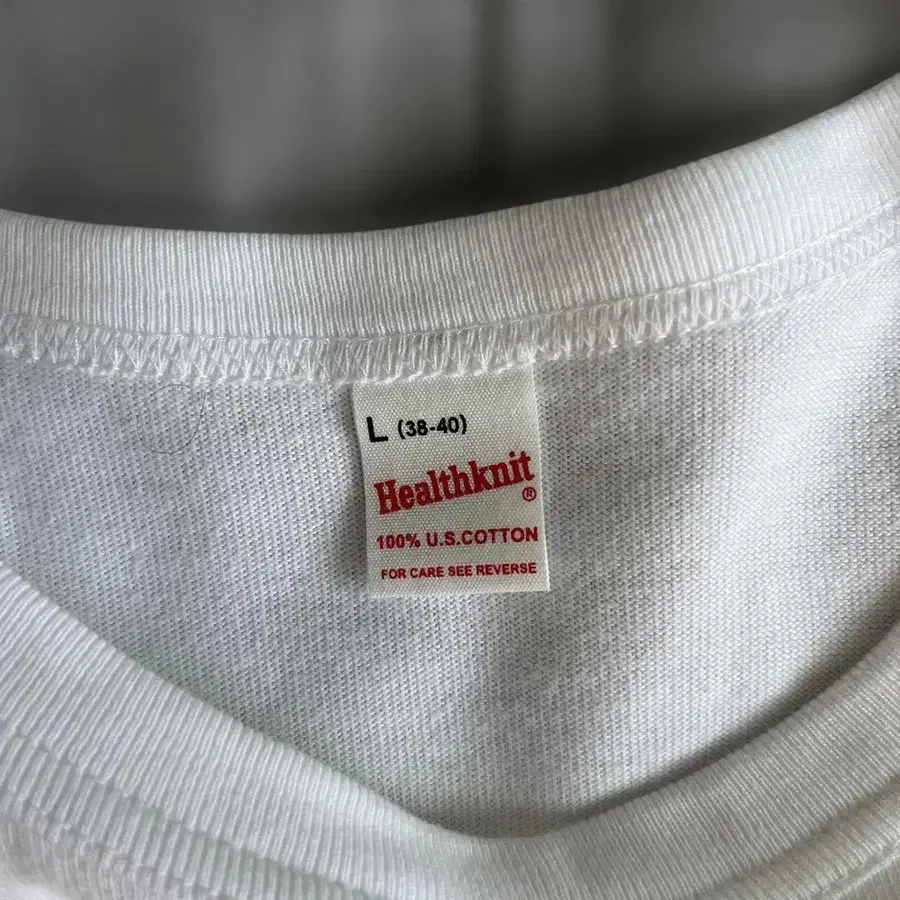 L (38-40)
Healthknit®
100% U.S.COTTON
FOR CARE SEE REVERSE